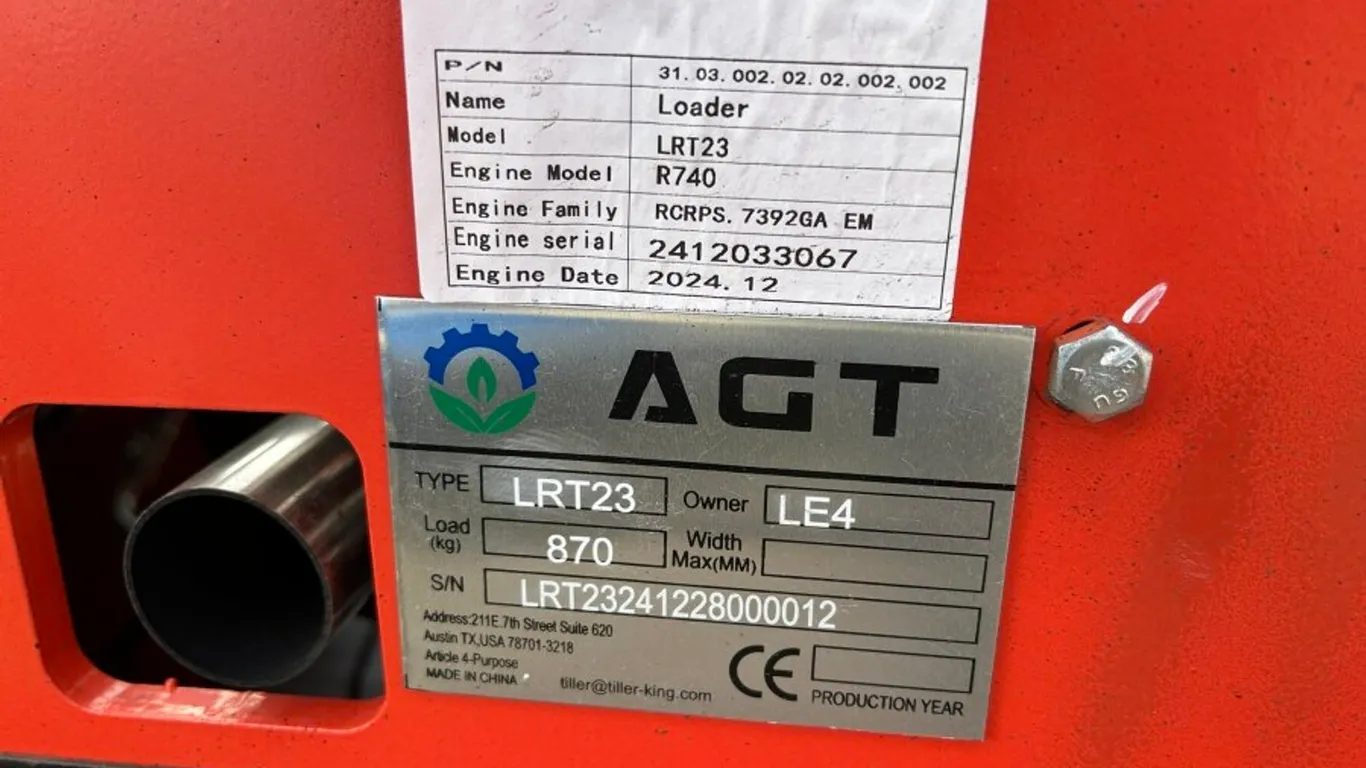 P/N 31.03.002.02.02.002.002
Name Loader
Model LRT23
Engine Model R740
Engine Family RCRPS.7392GA EM
Engine serial 2412033067
Engine Date 2024.12
AGT
TYPE LRT23 Owner LE4
Load (kg) 870 Width Max(MM)
S/N LRT23241228000012
Address:211E.7th Street Suite 620
Austin TX,USA 78701-3218
Article 4-Purpose
MADE IN CHINA
tiller@tiller-king.com
CE
PRODUCTION YEAR